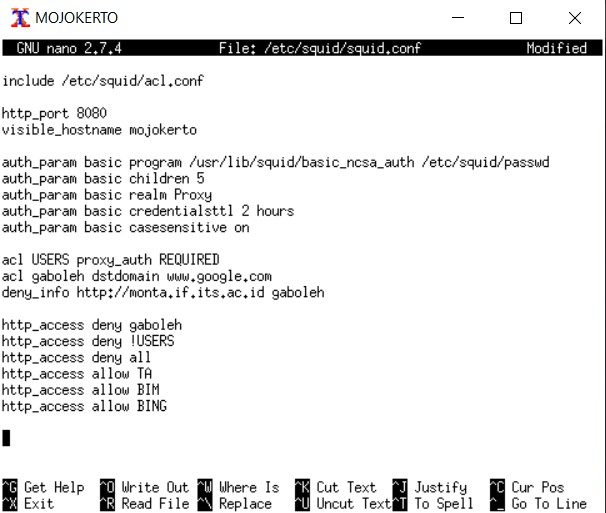 MOJOKERTO
GNU nano 2.7.4 File: /etc/squid/squid.conf Modified
include /etc/squid/acl.conf
http_port 8080
visible_hostname mojokerto
auth_param basic program /usr/lib/squid/basic_ncsa_auth /etc/squid/passwd
auth_param basic children 5
auth_param basic realm Proxy
auth_param basic credentialsttl 2 hours
auth_param basic casesensitive on
acl USERS proxy_auth REQUIRED
acl gaboleh dstdomain www.google.com
deny_info http://monta.if.its.ac.id gaboleh
http_access deny gaboleh
http_access deny !USERS
http_access deny all
http_access allow TA
http_access allow BIM
http_access allow BING
^G Get Help ^O Write Out ^W Where Is ^K Cut Text ^J Justify ^C Cur Pos
^X Exit ^R Read File ^\ Replace ^U Uncut Text ^T To Spell ^_ Go To Line